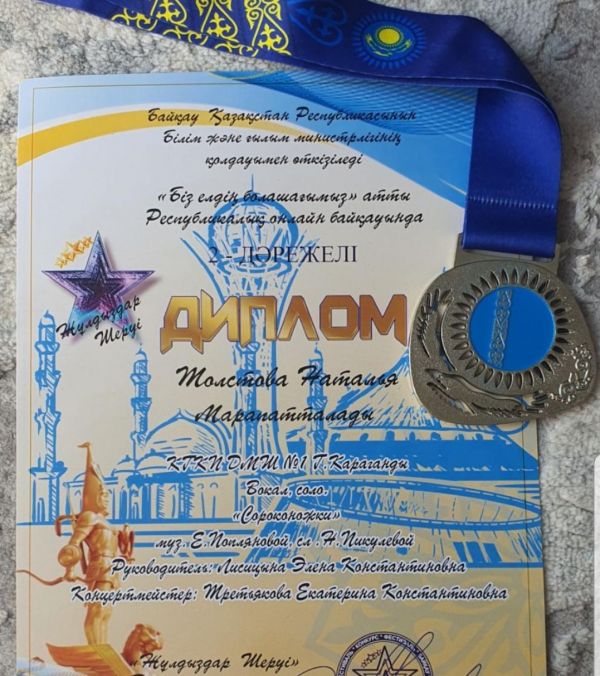 Байқау Қазақстан Республикасының
Білім және ғылым министрлігінің
қолдауымен өткізіледі
«Біз елдің болашағымыз» атты
Республикалық онлайн байқауында
2 - ДӘРЕЖЕЛІ
Жұлдыздар
Шеруі
ДИПЛОМ
Толстова Наталья
Марапатталады
КГКП ДМШ №1 Г.Караганды
Вокал, соло.
«Сороконожки»
муз. Е.Попляновой, сл .Н.Пикулевой
Руководитель: Лисицына Элена Константиновна
Концертмейстер: Третьякова Екатерина Константиновна
«Жұлдыздар Шеруі»
КОНКУРС * ФЕСТИВАЛЬ